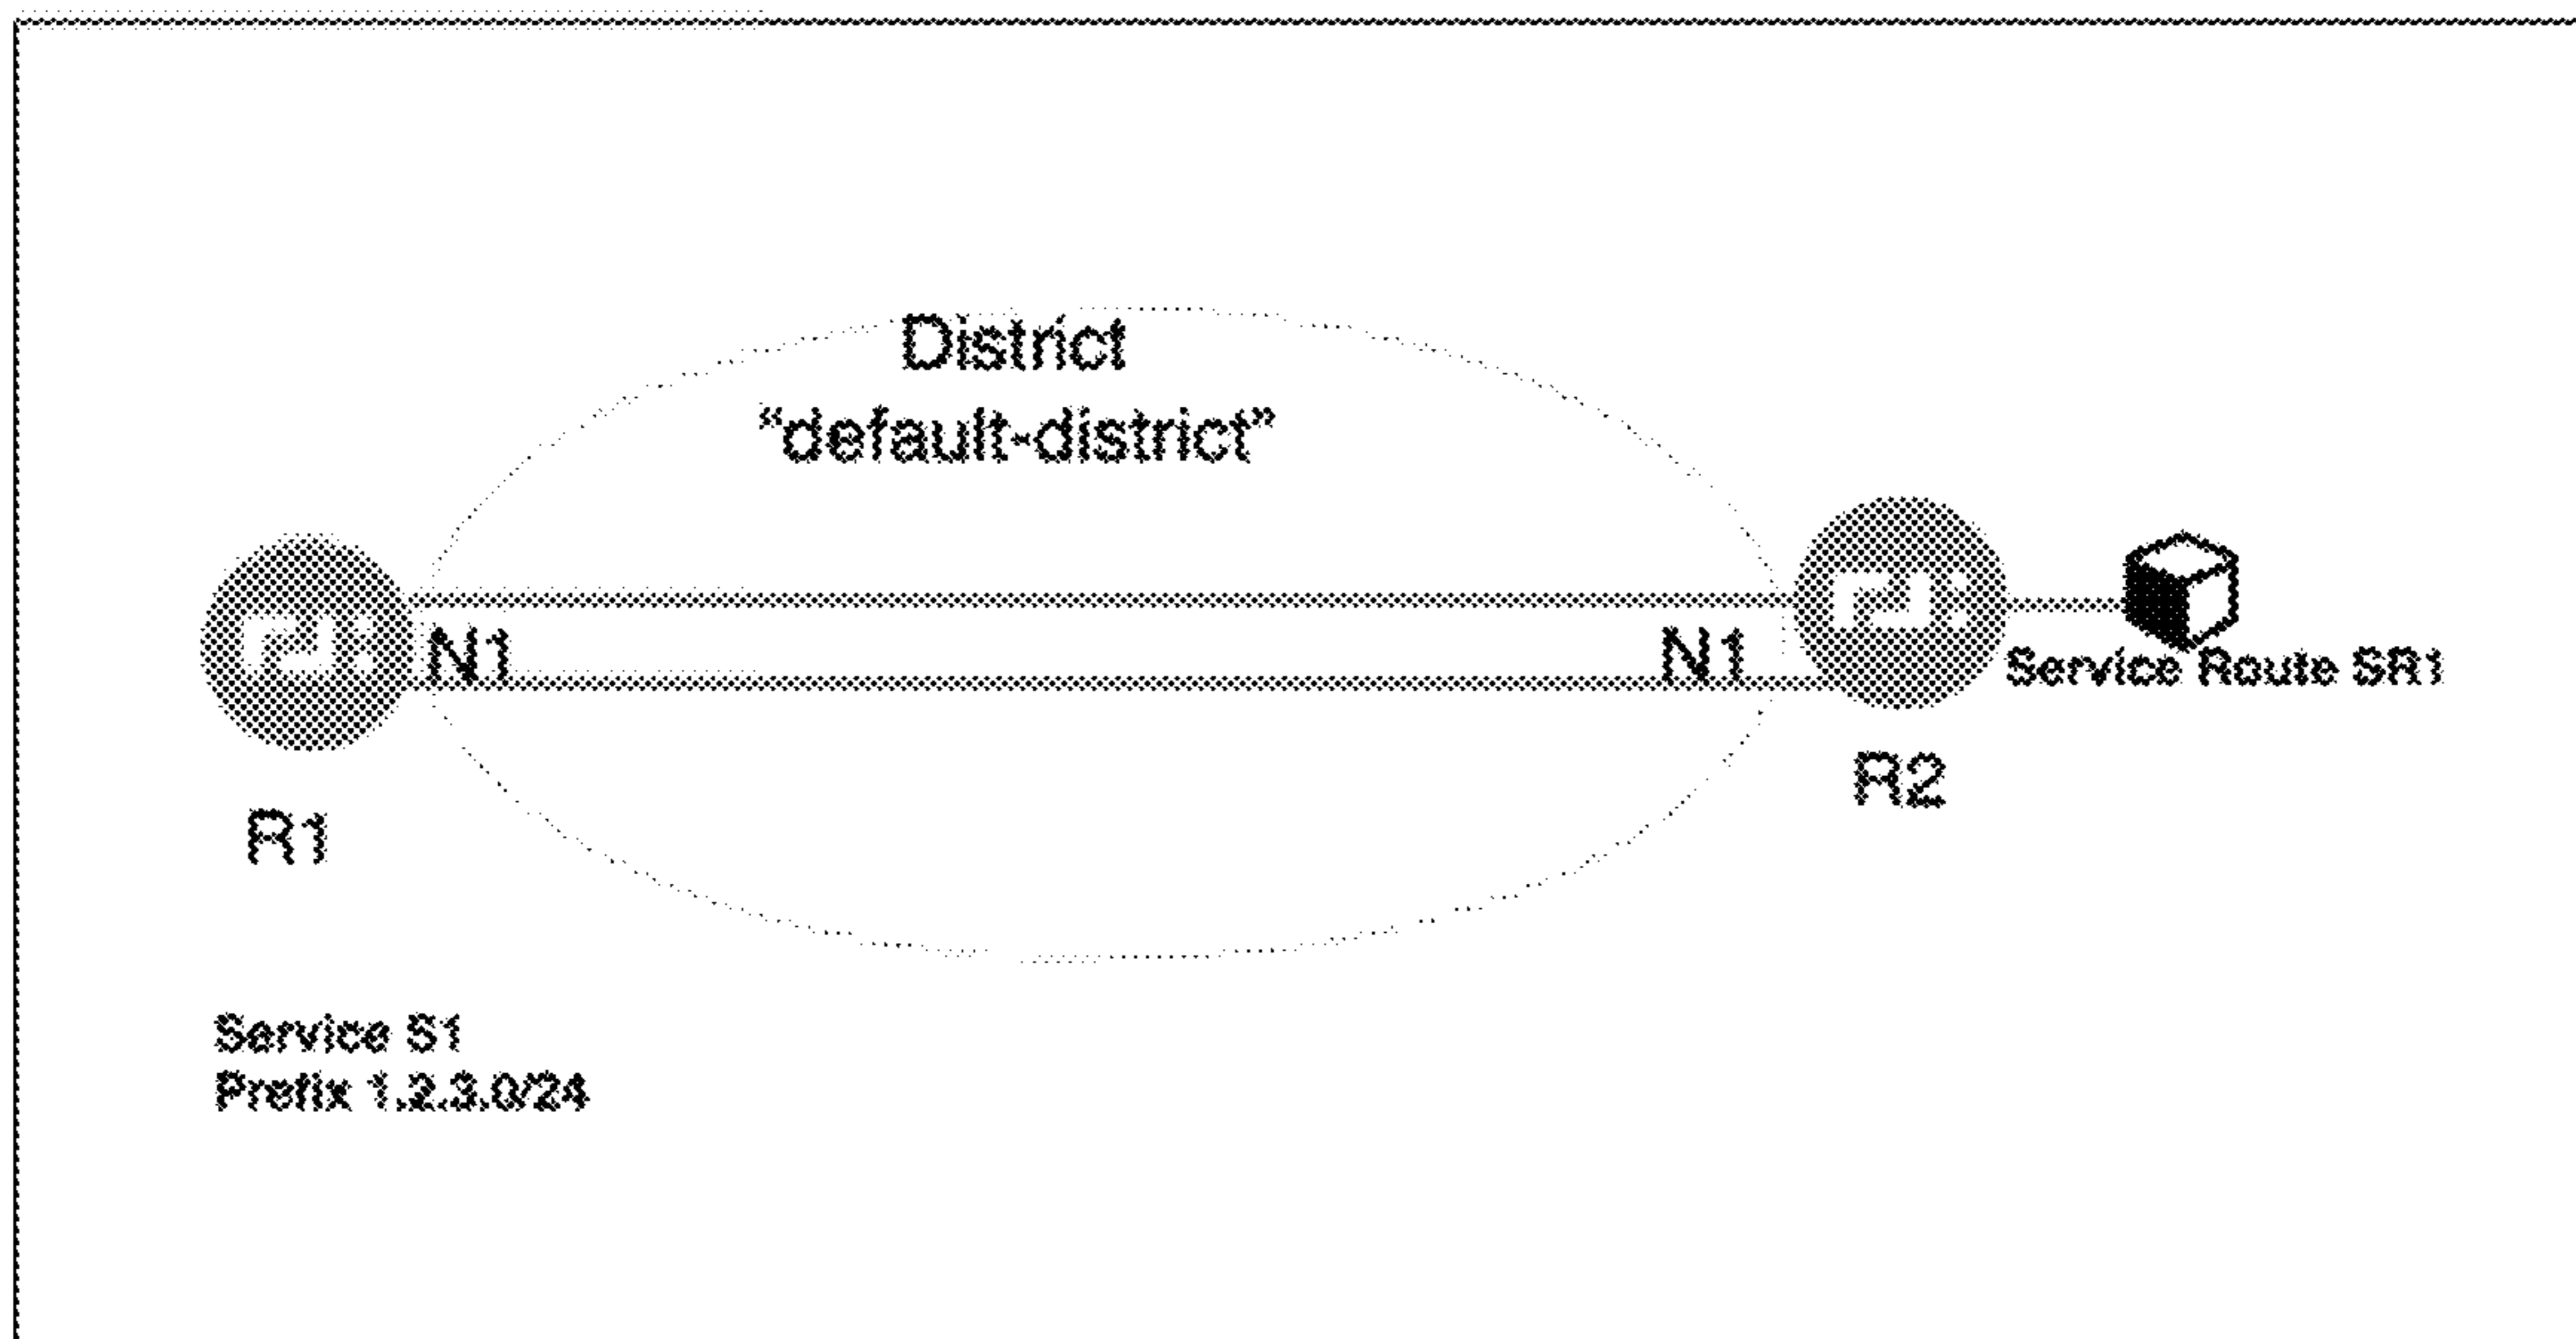 District
“default-district”
N1
N1
Service Route SR1
R2
R1
Service S1
Prefix 1.2.3.0/24